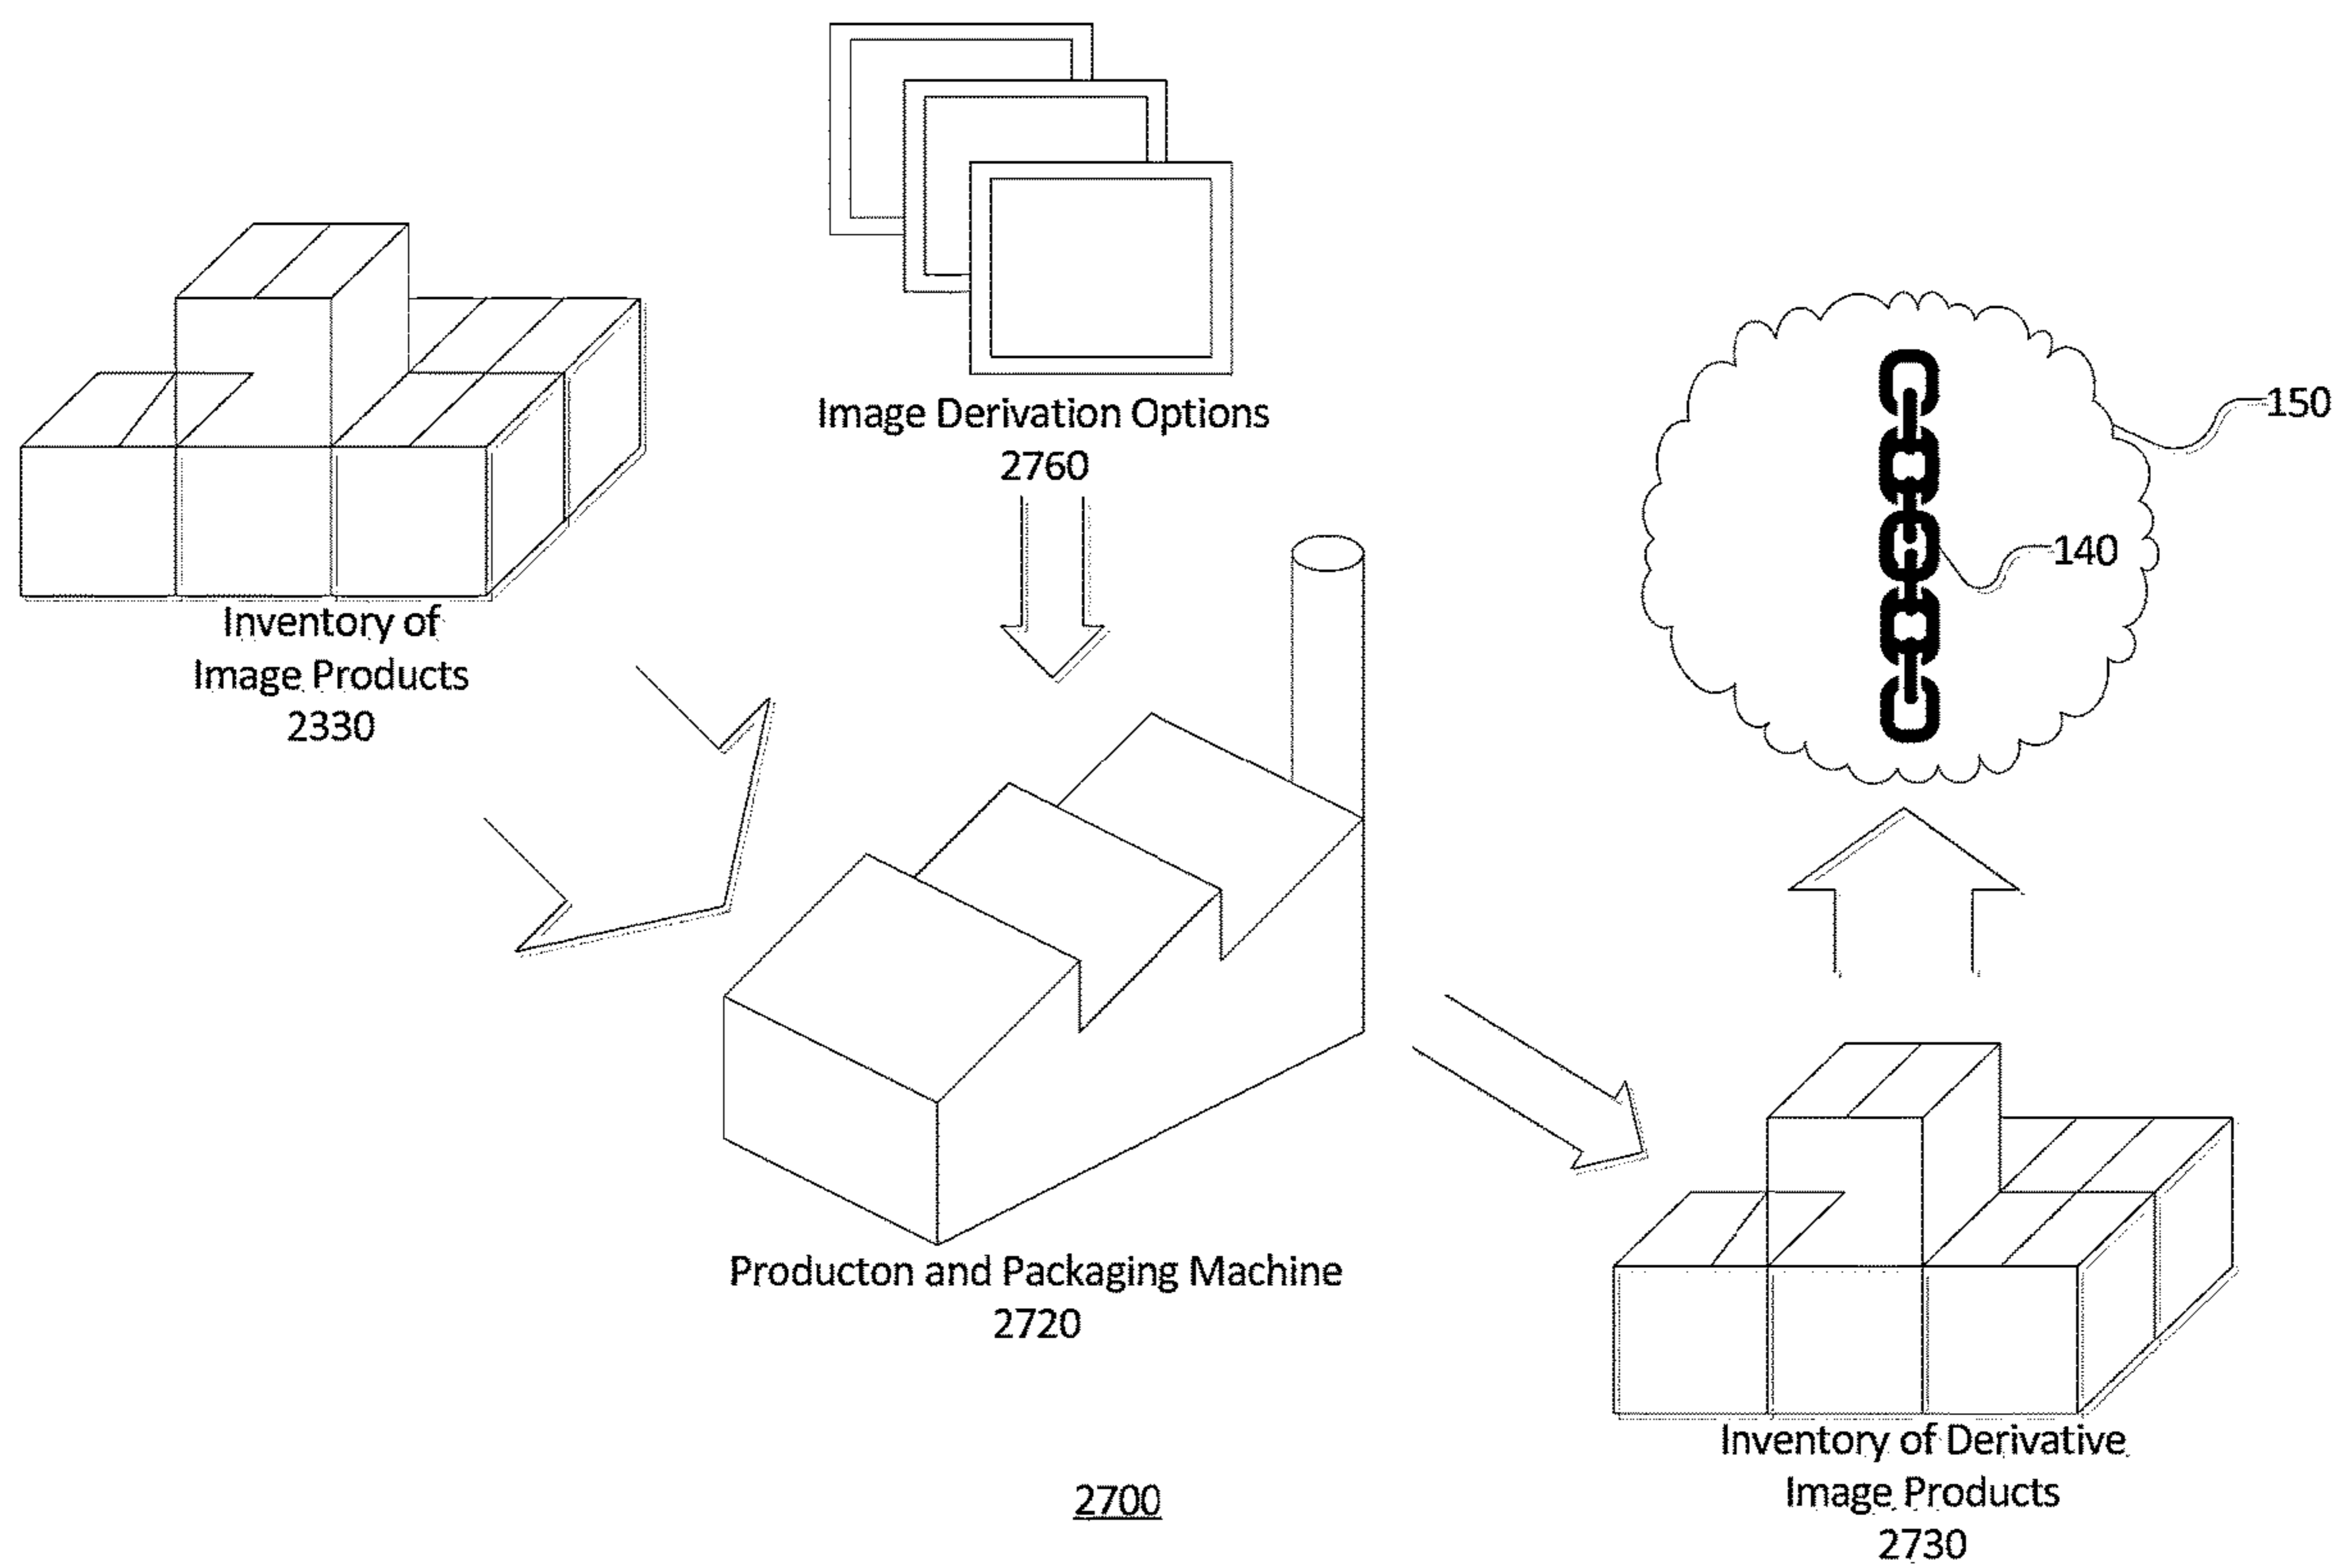 Image Derivation Options
2760
150
140
Inventory of
Image Products
2330
Producton and Packaging Machine
2720
Inventory of Derivative
Image Products
2730
2700